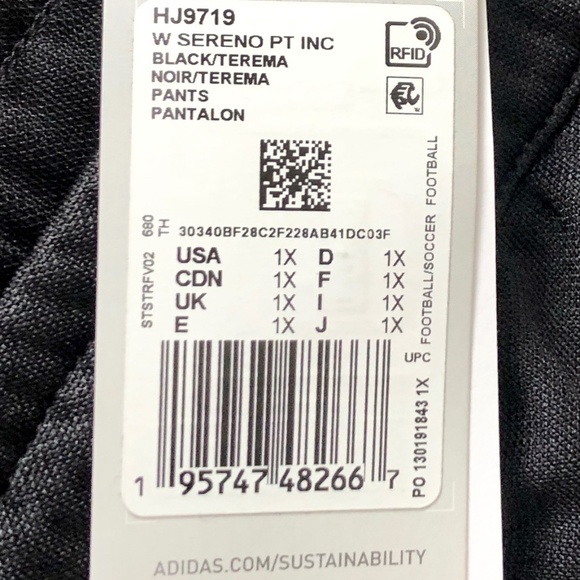 HJ9719
W SERENO PT INC
BLACK/TEREMA
NOIR/TEREMA
PANTS
PANTALON
RFID
FOOTBALL/SOCCER FOOTBALL
STSTRFV02 680
TH 30340BF28C2F228AB41DC03F
USA 1X D 1X
CDN 1X F 1X
UK 1X I 1X
E 1X J 1X
UPC
PO 130191843 1X
1 95747 48266 7
ADIDAS.COM/SUSTAINABILITY